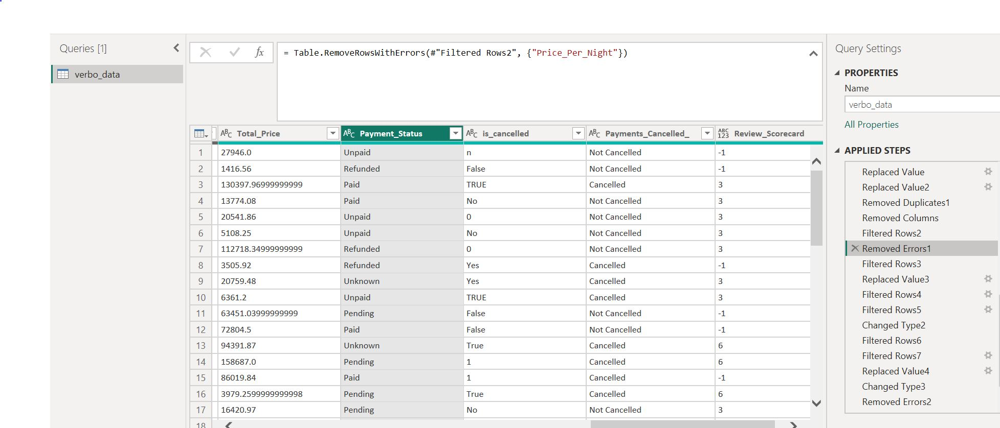 Queries [1]
verbo_data
fx
= Table.RemoveRowsWithErrors(#"Filtered Rows2", {"Price_Per_Night"})
ABC Total_Price ABC Payment_Status ABC is_cancelled ABC Payments_Cancelled_ ABC 123 Review_Scorecard
1 27946.0 Unpaid n Not Cancelled -1
2 1416.56 Refunded False Not Cancelled -1
3 130397.96999999999 Paid TRUE Cancelled 3
4 13774.08 Paid No Not Cancelled 3
5 20541.86 Unpaid 0 Not Cancelled 3
6 5108.25 Unpaid No Not Cancelled 3
7 112718.34999999999 Refunded 0 Not Cancelled 3
8 3505.92 Refunded Yes Cancelled -1
9 20759.48 Unknown Yes Cancelled 3
10 6361.2 Unpaid TRUE Cancelled 3
11 63451.03999999999 Pending False Not Cancelled -1
12 72804.5 Paid False Not Cancelled -1
13 94391.87 Unknown True Cancelled 6
14 158687.0 Pending 1 Cancelled 6
15 86019.84 Paid 1 Cancelled -1
16 3979.2599999999998 Pending True Cancelled 6
17 16420.97 Pending No Not Cancelled 3
18
Query Settings
PROPERTIES
Name
verbo_data
All Properties
APPLIED STEPS
Replaced Value
Replaced Value2
Removed Duplicates1
Removed Columns
Filtered Rows2
Removed Errors1
Filtered Rows3
Replaced Value3
Filtered Rows4
Filtered Rows5
Changed Type2
Filtered Rows6
Filtered Rows7
Replaced Value4
Changed Type3
Removed Errors2